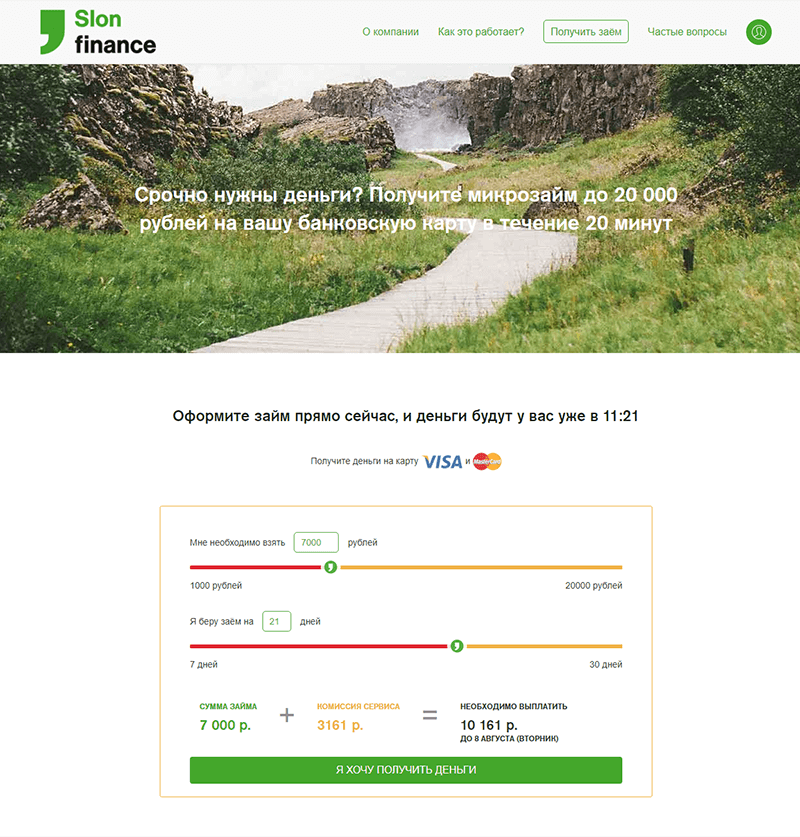 Slon
finance
О компании Как это работает? Получить заём Частые вопросы
Срочно нужны деньги? Получите микрозайм до 20 000
рублей на вашу банковскую карту в течение 20 минут
Оформите займ прямо сейчас, и деньги будут у вас уже в 11:21
Получите деньги на карту VISA и MasterCard
Мне необходимо взять 7000 рублей
1000 рублей 20000 рублей
Я беру заём на 21 дней
7 дней 30 дней
СУММА ЗАЙМА КОМИССИЯ СЕРВИСА НЕОБХОДИМО ВЫПЛАТИТЬ
7 000 р. + 3161 р. = 10 161 р.
ДО 8 АВГУСТА (ВТОРНИК)
Я ХОЧУ ПОЛУЧИТЬ ДЕНЬГИ